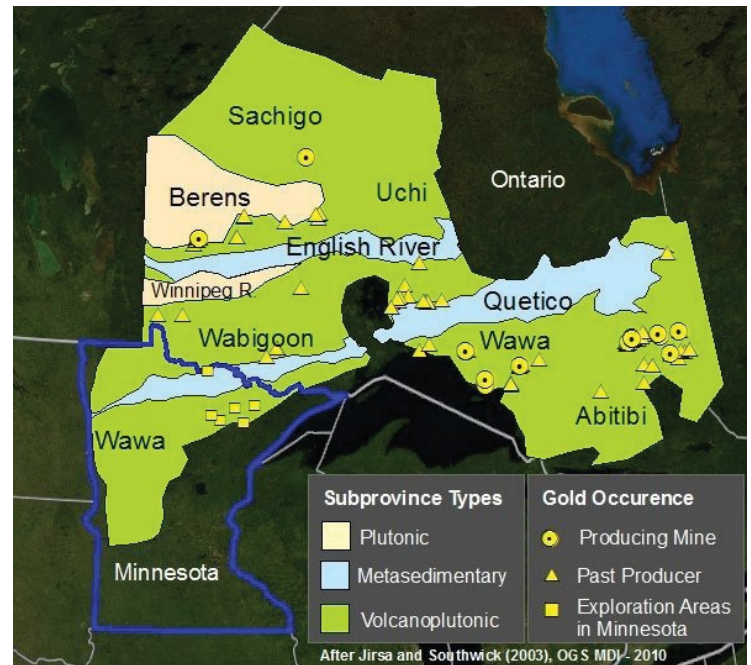 Sachigo
Berens
Uchi
Ontario
English River
Winnipeg R.
Quetico
Wabigoon
Wawa
Abitibi
Wawa
Minnesota
Subprovince Types
Plutonic
Metasedimentary
Volcanoplutonic
Gold Occurence
Producing Mine
Past Producer
Exploration Areas
in Minnesota
After Jirsa and Southwick (2003), OGS MDI - 2010